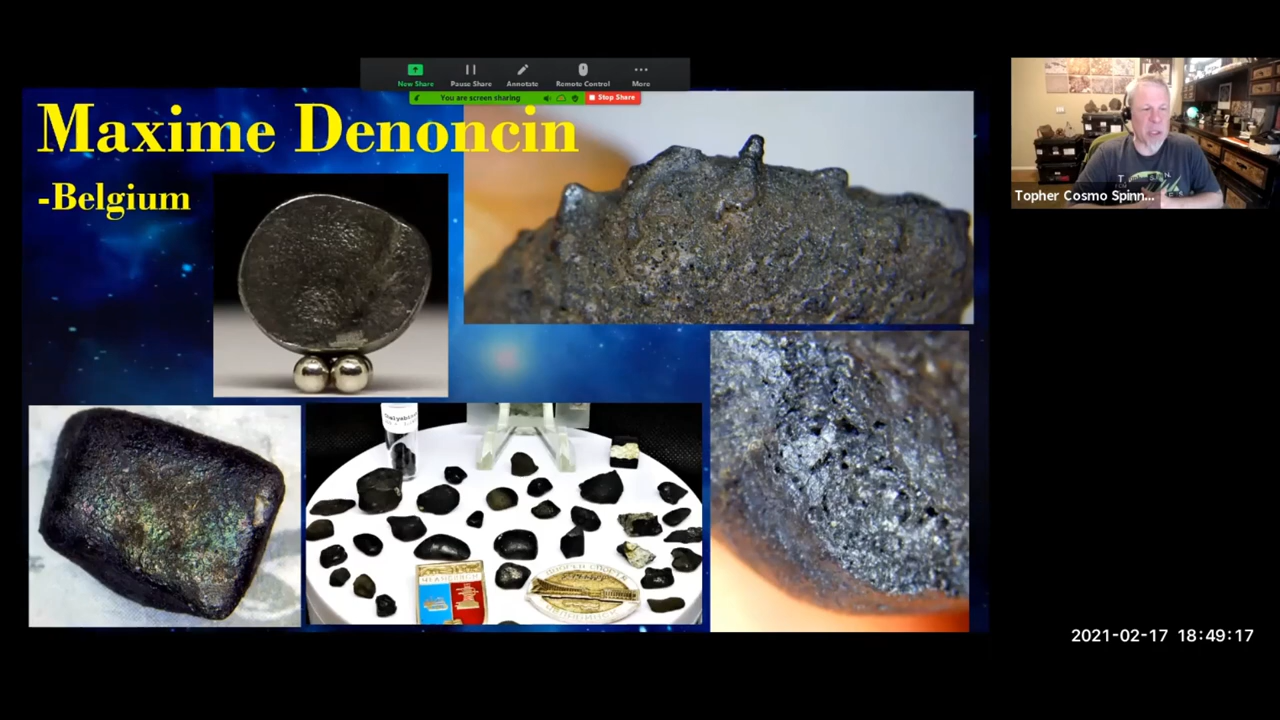 New Share
Pause Share
Annotate
Remote Control
More
You are screen sharing
Stop Share
Maxime Denoncin
-Belgium
Topher Cosmo Spinn...
2021-02-17 18:49:17